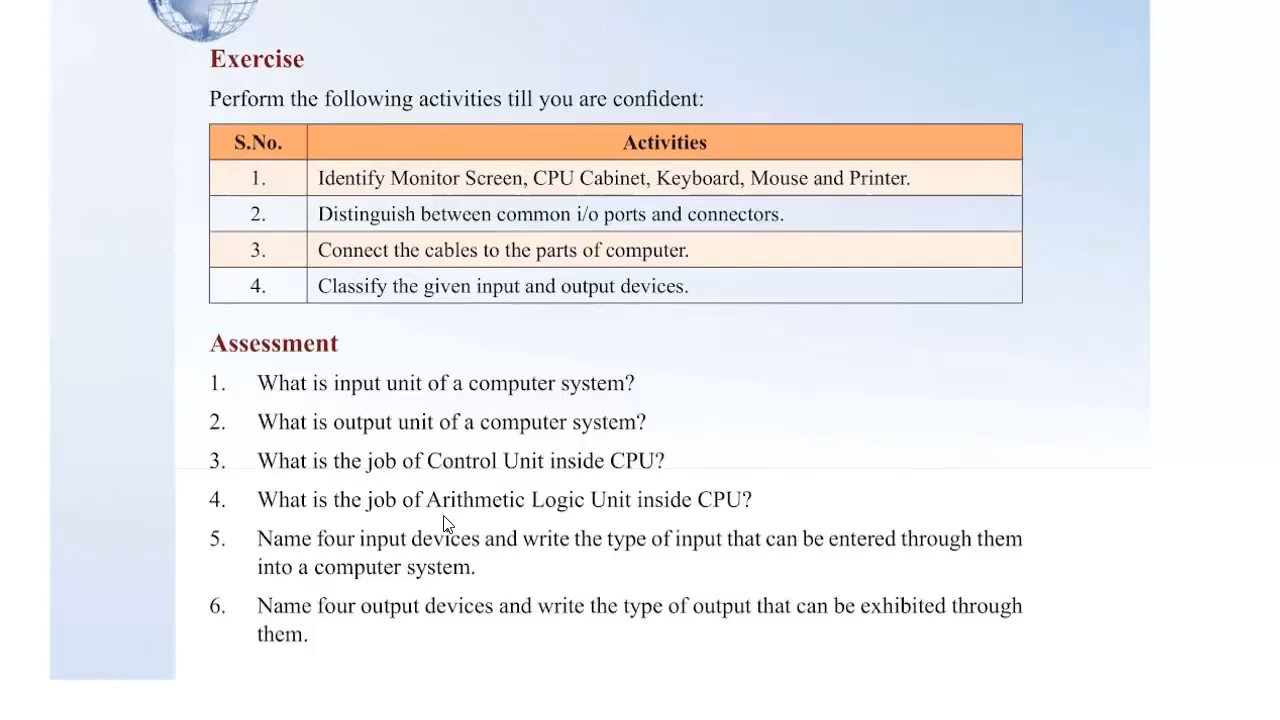 Exercise
Perform the following activities till you are confident:
S.No. Activities
1. Identify Monitor Screen, CPU Cabinet, Keyboard, Mouse and Printer.
2. Distinguish between common i/o ports and connectors.
3. Connect the cables to the parts of computer.
4. Classify the given input and output devices.
Assessment
1. What is input unit of a computer system?
2. What is output unit of a computer system?
3. What is the job of Control Unit inside CPU?
4. What is the job of Arithmetic Logic Unit inside CPU?
5. Name four input devices and write the type of input that can be entered through them
into a computer system.
6. Name four output devices and write the type of output that can be exhibited through
them.